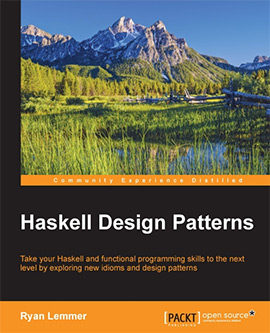 Community Experience Distilled
Haskell Design Patterns
Take your Haskell and functional programming skills to the next
level by exploring new idioms and design patterns
Ryan Lemmer
[PACKT] open source*
PUBLISHING